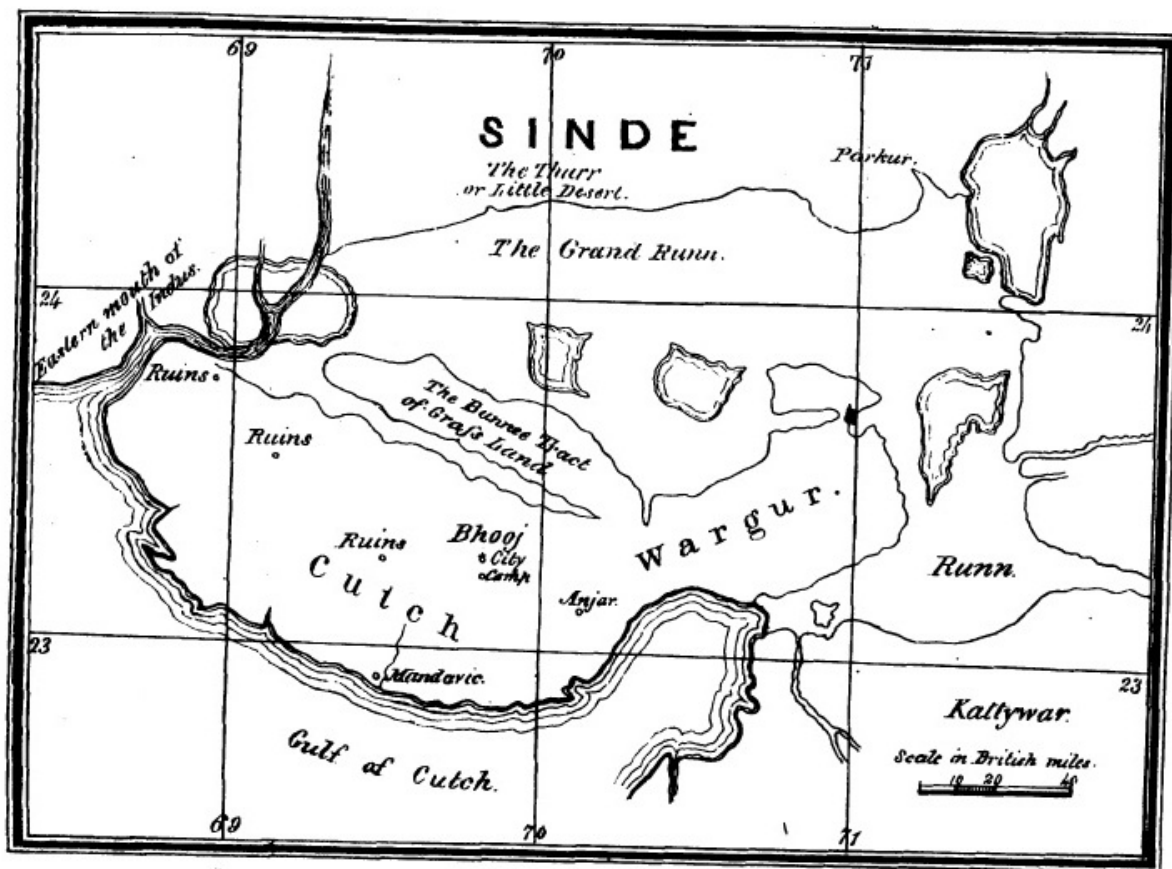 69
70
71
SINDE
The Thurr
or Little Desert.
Parkur.
The Grand Runn.
Eastern mouth of
the Indus.
24
24
Ruins
The Bunnee Tract
of Grass Land
Ruins
Wargur.
Ruins
Bhooj
City
Camp
Cutch
Anjar.
Runn.
23
Mandavie.
23
Kattywar.
Gulf of Cutch.
Scale in British miles.
10 20 40
69
70
71